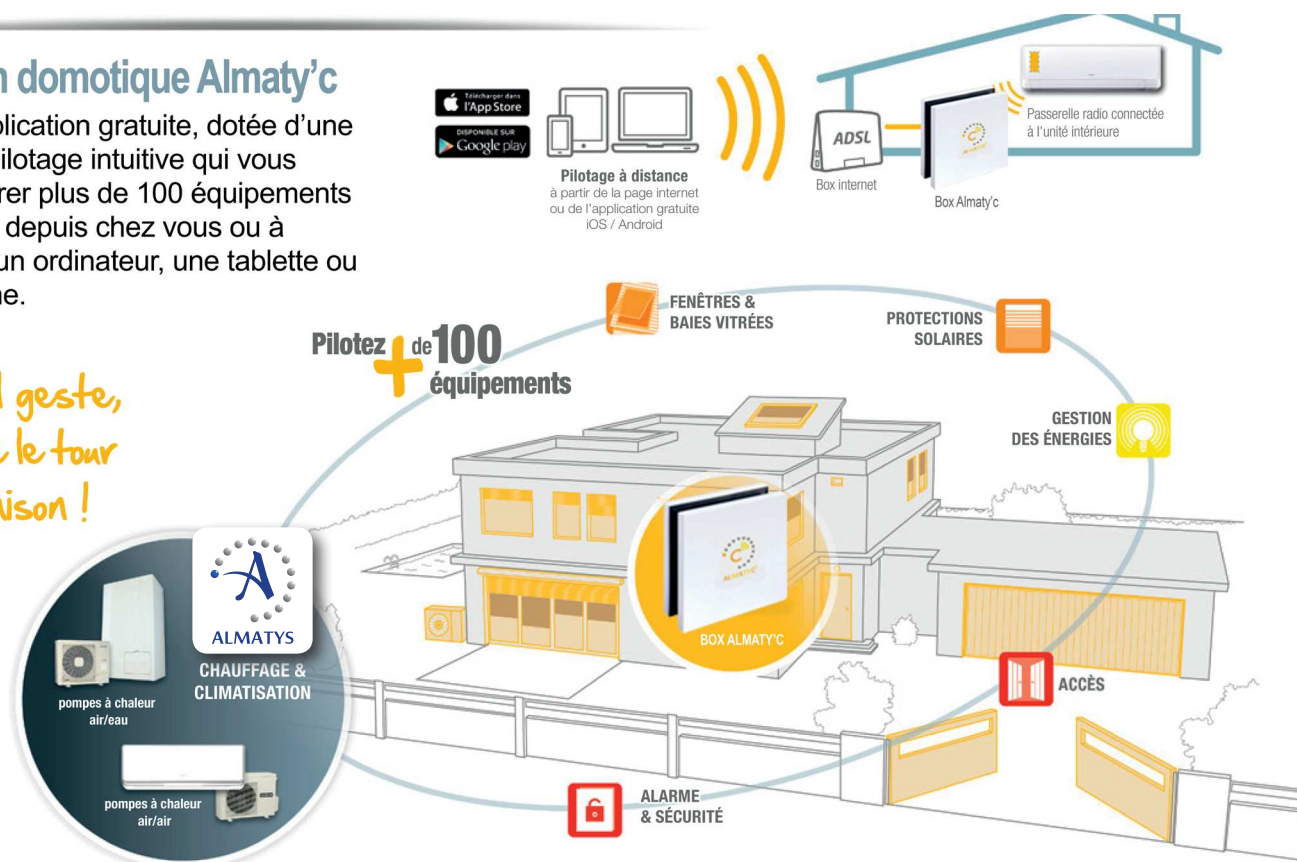 n domotique Almaty'c
plication gratuite, dotée d'une
pilotage intuitive qui vous
rer plus de 100 équipements
depuis chez vous ou à
un ordinateur, une tablette ou
ne.
l geste,
le tour
ison !
Télécharger dans
l'App Store
DISPONIBLE SUR
Google play
Pilotage à distance
à partir de la page internet
ou de l'application gratuite
iOS / Android
ADSL
Box internet
ALMATY'C
Box Almaty'c
Passerelle radio connectée
à l'unité intérieure
Pilotez + de 100
équipements
FENÊTRES &
BAIES VITRÉES
PROTECTIONS
SOLAIRES
GESTION
DES ÉNERGIES
ALMATY'C
BOX ALMATY'C
ACCÈS
ALARME
& SÉCURITÉ
A
ALMATYS
CHAUFFAGE &
CLIMATISATION
pompes à chaleur
air/eau
pompes à chaleur
air/air